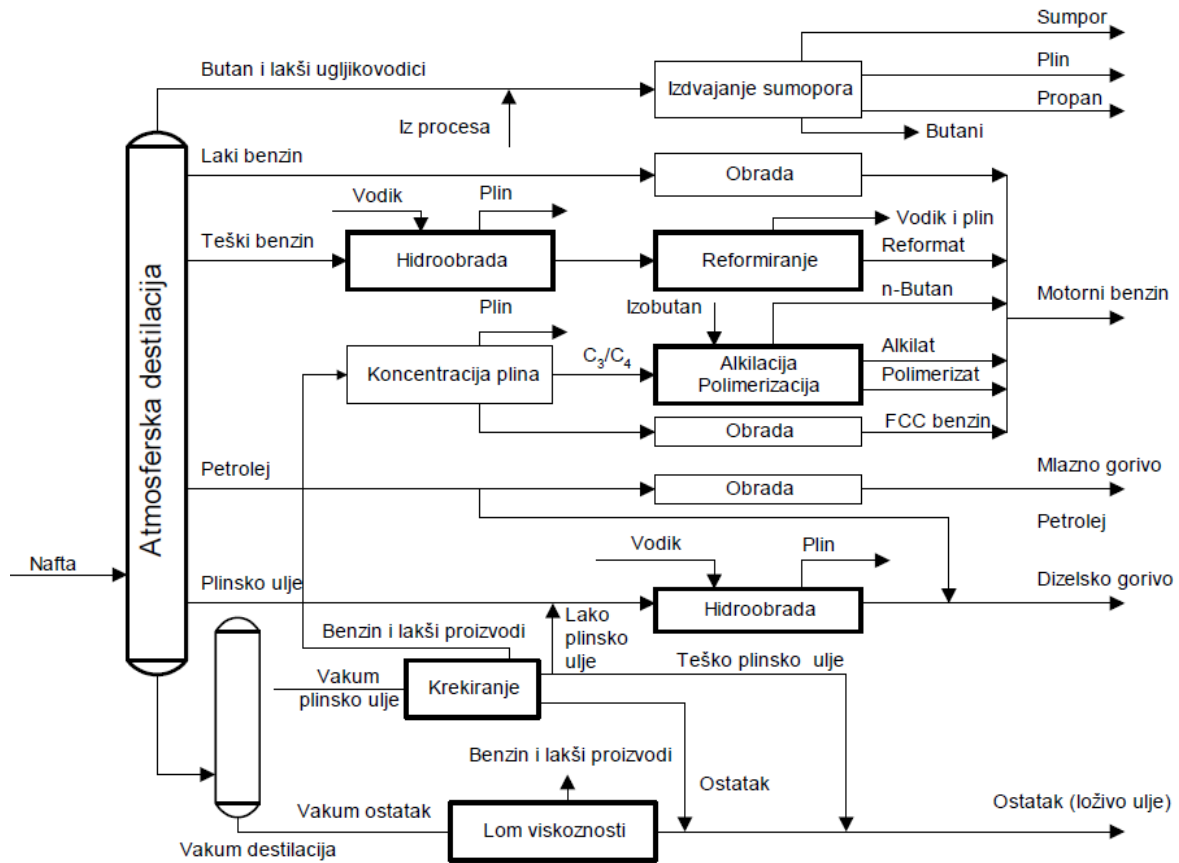 Sumpor
Butan i lakši ugljikovodici
Plin
Izdvajanje sumopora
Propan
Iz procesa
Butani
Laki benzin
Obrada
Vodik
Plin
Vodik i plin
Teški benzin
Hidroobrada
Reformiranje
Reformat
n-Butan
Izobutan
Motorni benzin
Plin
Alkilat
C3/C4
Koncentracija plina
Alkilacija
Polimerizacija
Polimerizat
FCC benzin
Obrada
Atmosferska destilacija
Petrolej
Mlazno gorivo
Obrada
Petrolej
Vodik
Plin
Nafta
Plinsko ulje
Dizelsko gorivo
Hidroobrada
Lako
plinsko
ulje
Benzin i lakši proizvodi
Teško plinsko ulje
Vakum
plinsko ulje
Krekiranje
Benzin i lakši proizvodi
Ostatak
Vakum ostatak
Ostatak (loživo ulje)
Lom viskoznosti
Vakum destilacija